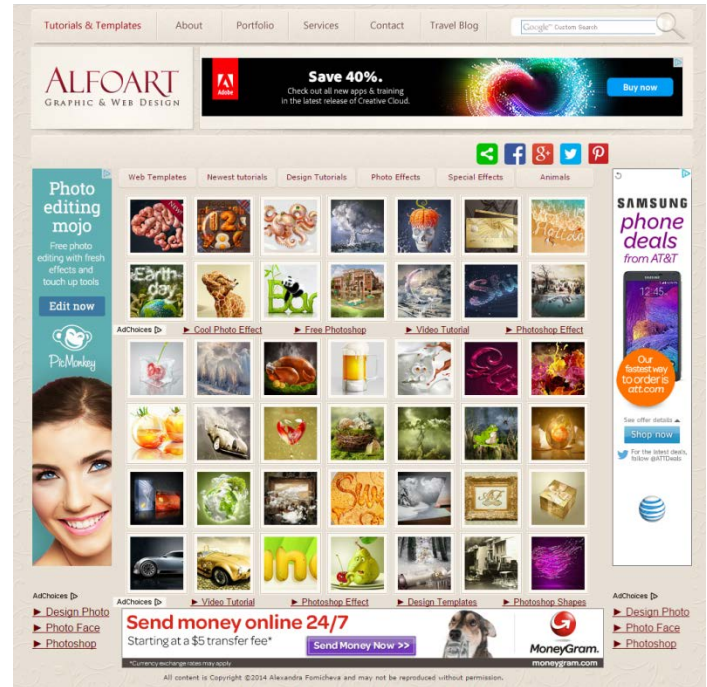 Tutorials & Templates
About
Portfolio
Services
Contact
Travel Blog
Google™ Custom Search
ALFOART
GRAPHIC & WEB DESIGN
Adobe
Save 40%.
Check out all new apps & training
in the latest release of Creative Cloud.
Buy now
Photo
editing
mojo
Free photo
editing with fresh
effects and
touch up tools
Edit now
PicMonkey
Web Templates
Newest tutorials
Design Tutorials
Photo Effects
Special Effects
Animals
New
Earth
day
AdChoices
► Cool Photo Effect
► Free Photoshop
► Video Tutorial
► Photoshop Effect
AdChoices
► Video Tutorial
► Photoshop Effect
► Design Templates
► Photoshop Shapes
SAMSUNG
phone
deals
from AT&T
12:45
Our
fastest way
to order is
att.com
See offer details
Shop now
For the latest deals,
follow @ATTDeals
AdChoices
► Design Photo
► Photo Face
► Photoshop
AdChoices
► Design Photo
► Photo Face
► Photoshop
Send money online 24/7
Starting at a $5 transfer fee*
Send Money Now >>
*Currency exchange rates may apply
MoneyGram.
moneygram.com
All content is Copyright ©2014 Alexandra Fomicheva and may not be reproduced without permission.